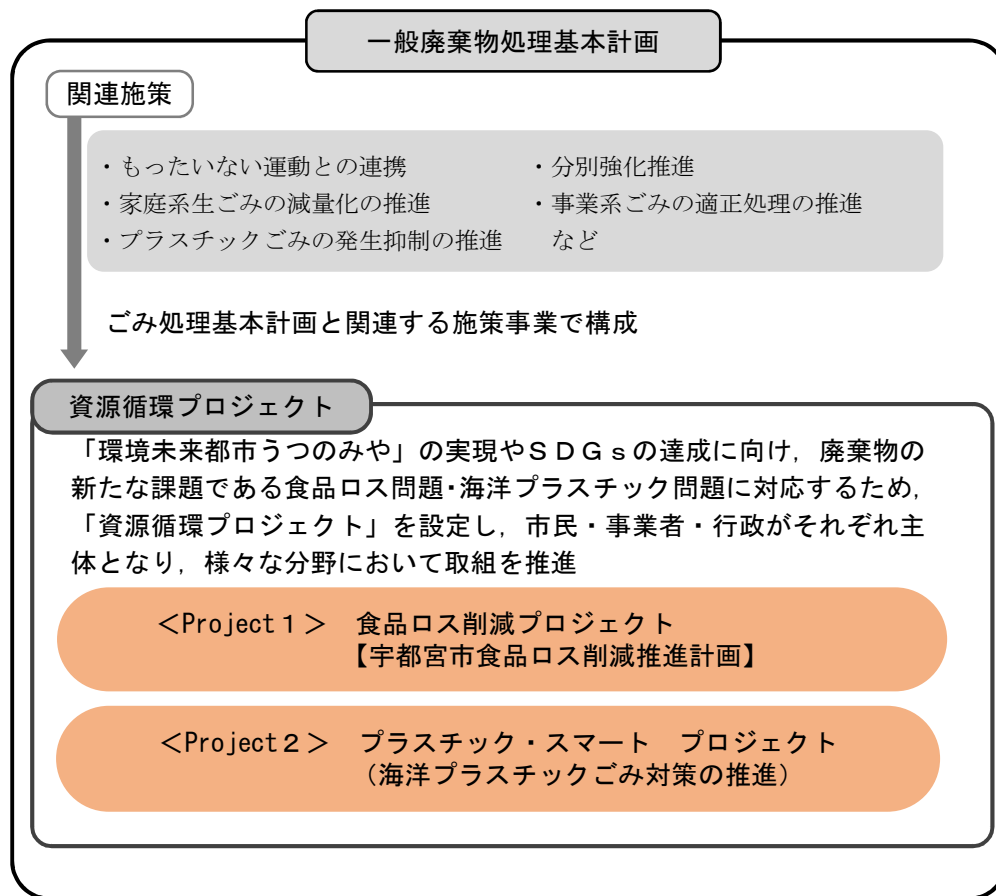 一般廃棄物処理基本計画
関連施策
・もったいない運動との連携
・家庭系生ごみの減量化の推進
・プラスチックごみの発生抑制の推進
・分別強化推進
・事業系ごみの適正処理の推進
など
ごみ処理基本計画と関連する施策事業で構成
資源循環プロジェクト
「環境未来都市うつのみや」の実現やＳＤＧｓの達成に向け，廃棄物の
新たな課題である食品ロス問題・海洋プラスチック問題に対応するため，
「資源循環プロジェクト」を設定し，市民・事業者・行政がそれぞれ主
体となり，様々な分野において取組を推進
＜Project１＞　食品ロス削減プロジェクト
【宇都宮市食品ロス削減推進計画】
＜Project２＞　プラスチック・スマート　プロジェクト
（海洋プラスチックごみ対策の推進）